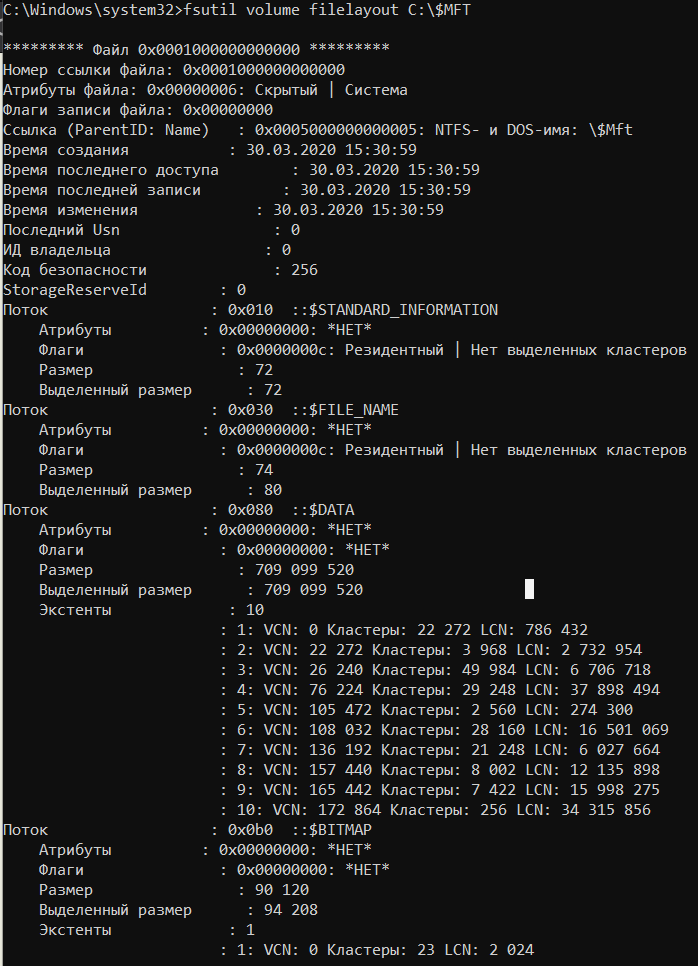 C:\Windows\system32>fsutil volume filelayout C:\$MFT
********* Файл 0x0001000000000000 *********
Номер ссылки файла: 0x0001000000000000
Атрибуты файла: 0x00000006: Скрытый | Система
Флаги записи файла: 0x00000000
Ссылка (ParentID: Name) : 0x0005000000000005: NTFS- и DOS-имя: \$Mft
Время создания : 30.03.2020 15:30:59
Время последнего доступа : 30.03.2020 15:30:59
Время последней записи : 30.03.2020 15:30:59
Время изменения : 30.03.2020 15:30:59
Последний Usn : 0
ИД владельца : 0
Код безопасности : 256
StorageReserveId : 0
Поток : 0x010 ::$STANDARD_INFORMATION
Атрибуты : 0x00000000: *НЕТ*
Флаги : 0x0000000c: Резидентный | Нет выделенных кластеров
Размер : 72
Выделенный размер : 72
Поток : 0x030 ::$FILE_NAME
Атрибуты : 0x00000000: *НЕТ*
Флаги : 0x0000000c: Резидентный | Нет выделенных кластеров
Размер : 74
Выделенный размер : 80
Поток : 0x080 ::$DATA
Атрибуты : 0x00000000: *НЕТ*
Флаги : 0x00000000: *НЕТ*
Размер : 709 099 520
Выделенный размер : 709 099 520
Экстенты : 10
: 1: VCN: 0 Кластеры: 22 272 LCN: 786 432
: 2: VCN: 22 272 Кластеры: 3 968 LCN: 2 732 954
: 3: VCN: 26 240 Кластеры: 49 984 LCN: 6 706 718
: 4: VCN: 76 224 Кластеры: 29 248 LCN: 37 898 494
: 5: VCN: 105 472 Кластеры: 2 560 LCN: 274 300
: 6: VCN: 108 032 Кластеры: 28 160 LCN: 16 501 069
: 7: VCN: 136 192 Кластеры: 21 248 LCN: 6 027 664
: 8: VCN: 157 440 Кластеры: 8 002 LCN: 12 135 898
: 9: VCN: 165 442 Кластеры: 7 422 LCN: 15 998 275
: 10: VCN: 172 864 Кластеры: 256 LCN: 34 315 856
Поток : 0x0b0 ::$BITMAP
Атрибуты : 0x00000000: *НЕТ*
Флаги : 0x00000000: *НЕТ*
Размер : 90 120
Выделенный размер : 94 208
Экстенты : 1
: 1: VCN: 0 Кластеры: 23 LCN: 2 024